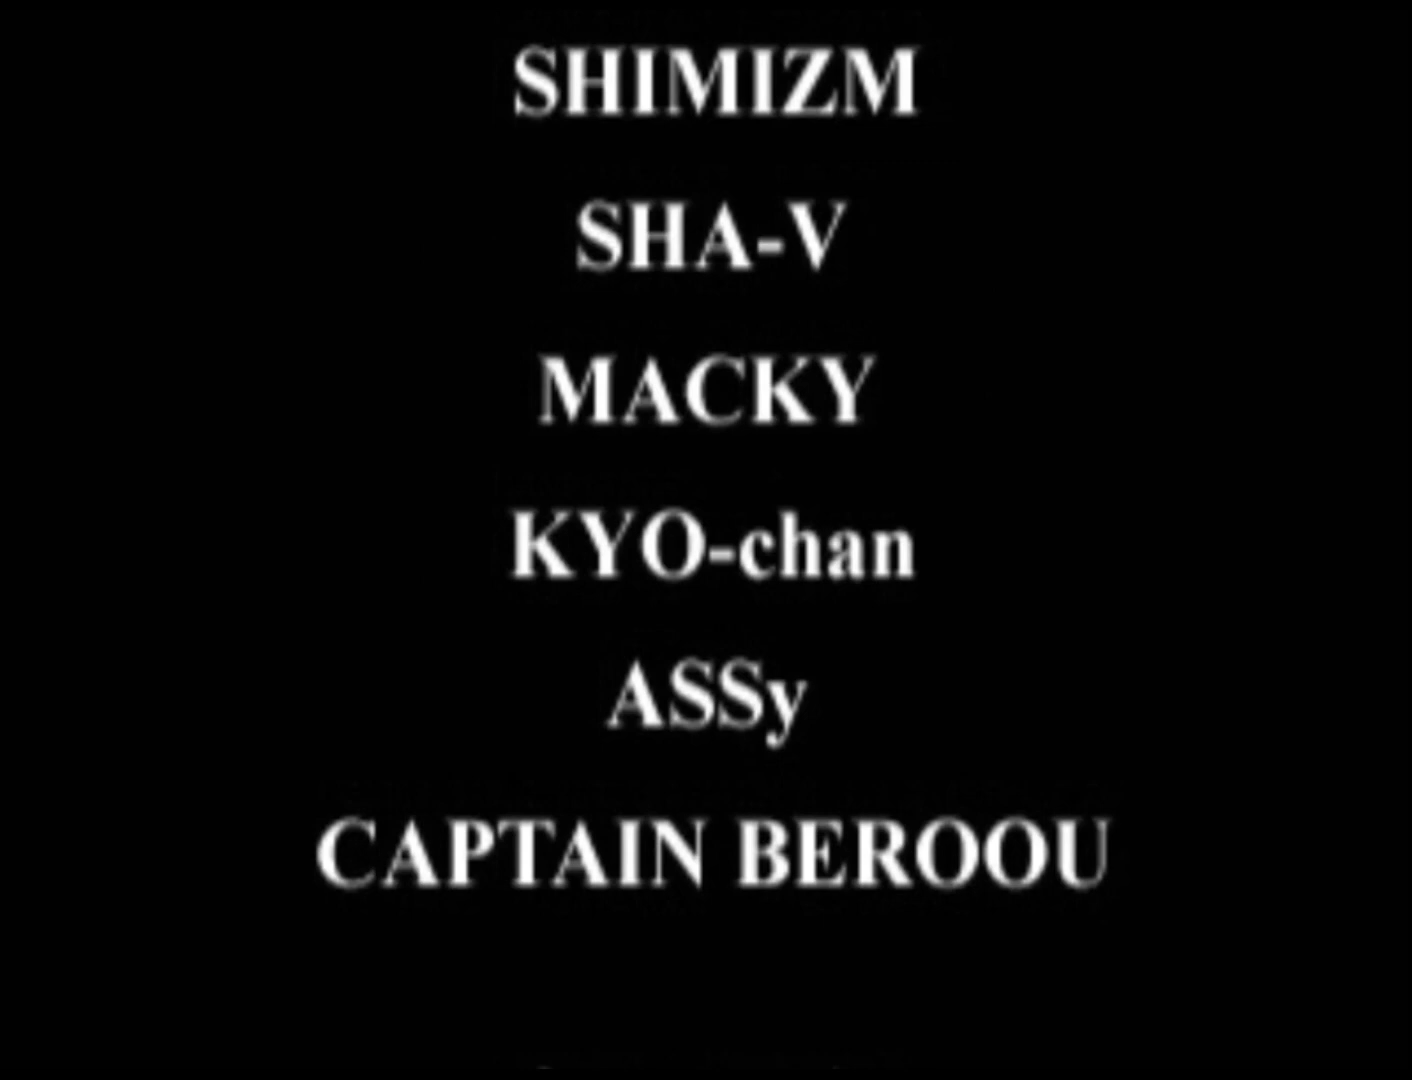 SHIMIZM
SHA-V
MACKY
KYO-chan
ASSy
CAPTAIN BEROOU